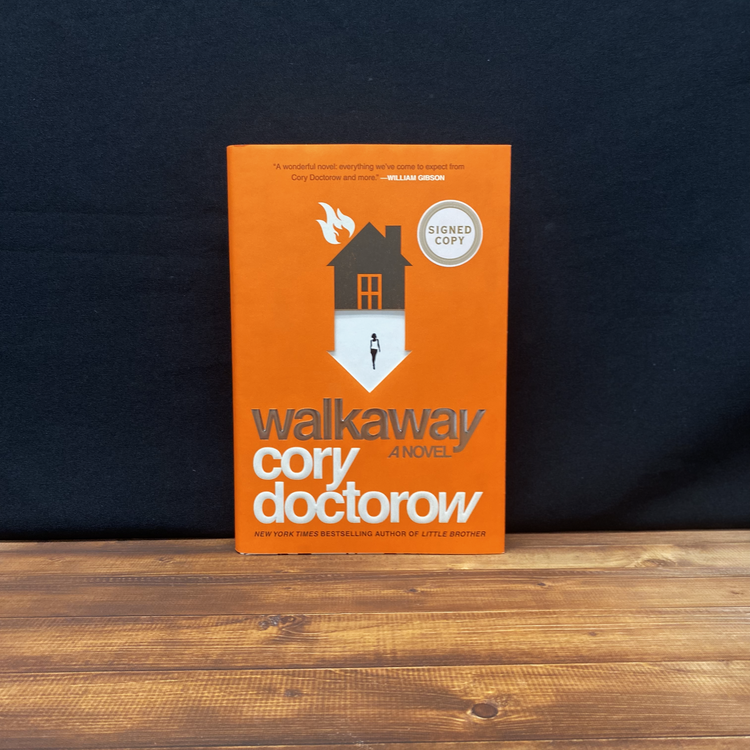 "A wonderful novel: everything we've come to expect from
Cory Doctorow and more."—WILLIAM GIBSON
SIGNED
COPY
walkaway
A NOVEL
cory
doctorow
NEW YORK TIMES BESTSELLING AUTHOR OF LITTLE BROTHER